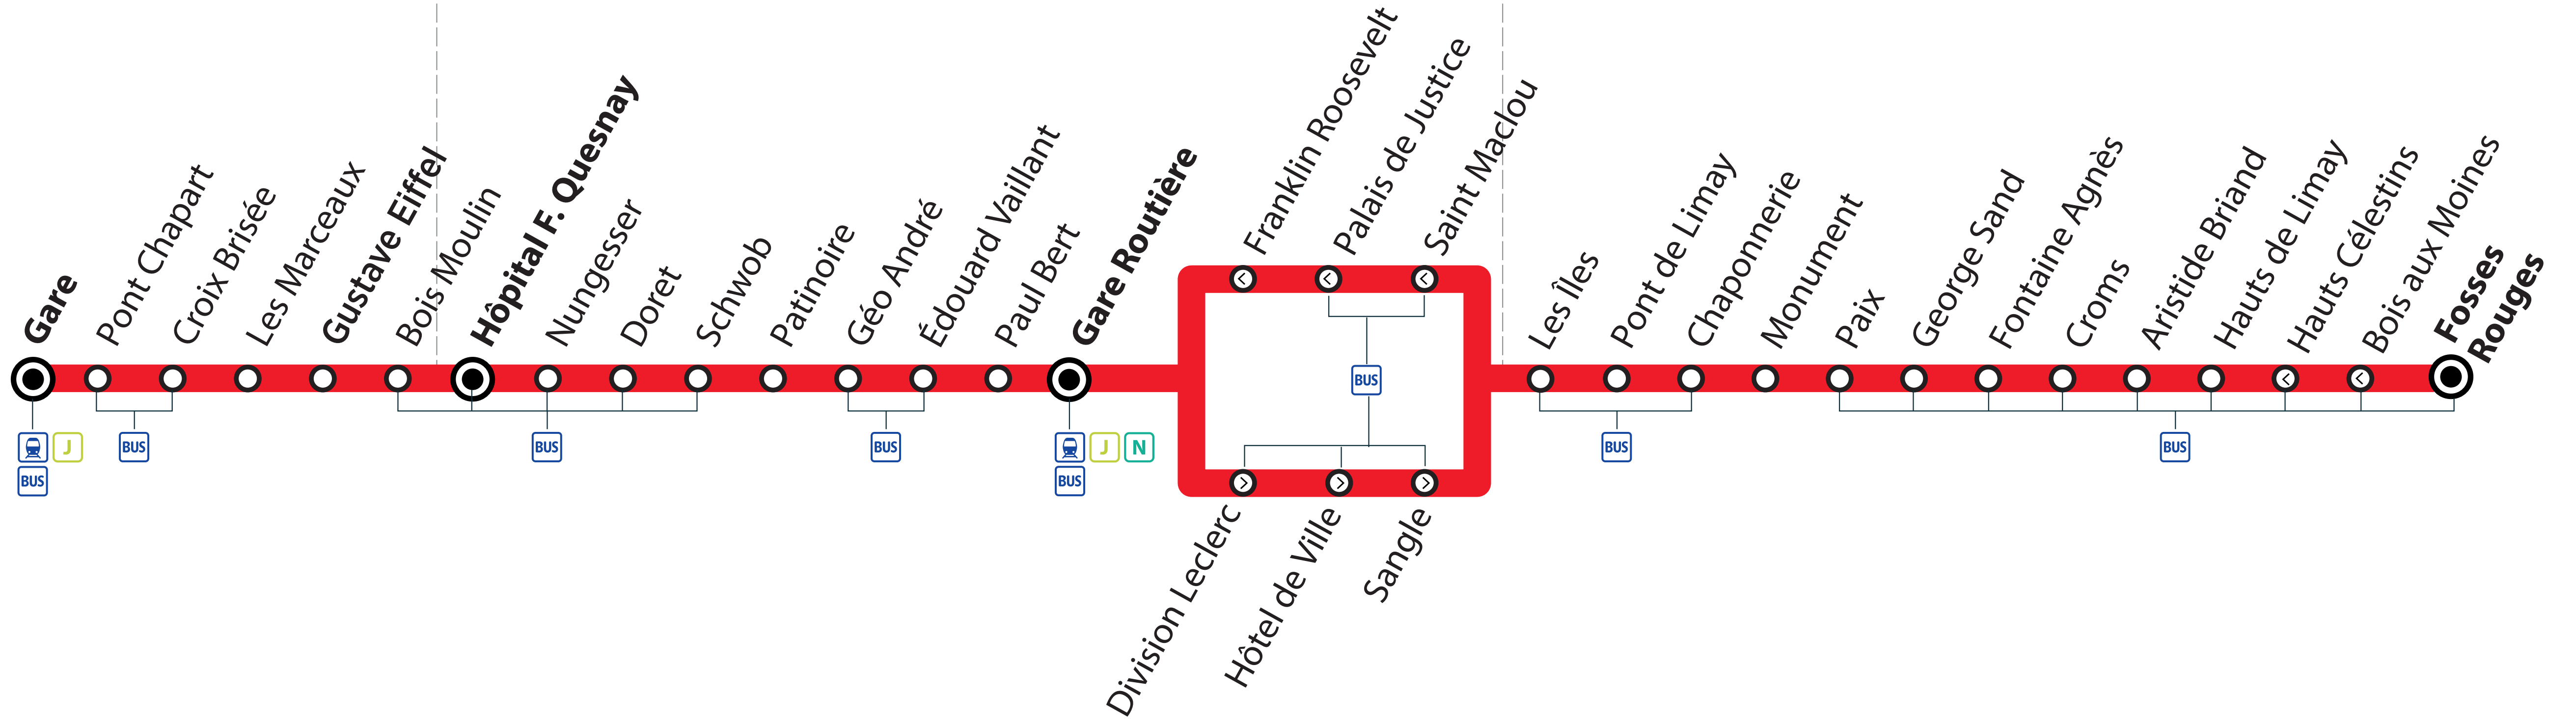 Gare
Pont Chapart
Croix Brisée
Les Marceaux
Gustave Eiffel
Bois Moulin
Hôpital F. Quesnay
Nungesser
Doret
Schwob
Patinoire
Géo André
Édouard Vaillant
Paul Bert
Gare Routière
Franklin Roosevelt
Palais de Justice
Saint Maclou
Les Îles
Pont de Limay
Chaponnerie
Monument
Paix
George Sand
Fontaine Agnès
Croms
Aristide Briand
Hauts de Limay
Hauts Célestins
Bois aux Moines
Fosses
Rouges
BUS
J
BUS
BUS
BUS
BUS
J
N
BUS
BUS
BUS
BUS
Division Leclerc
Hôtel de Ville
Sangle